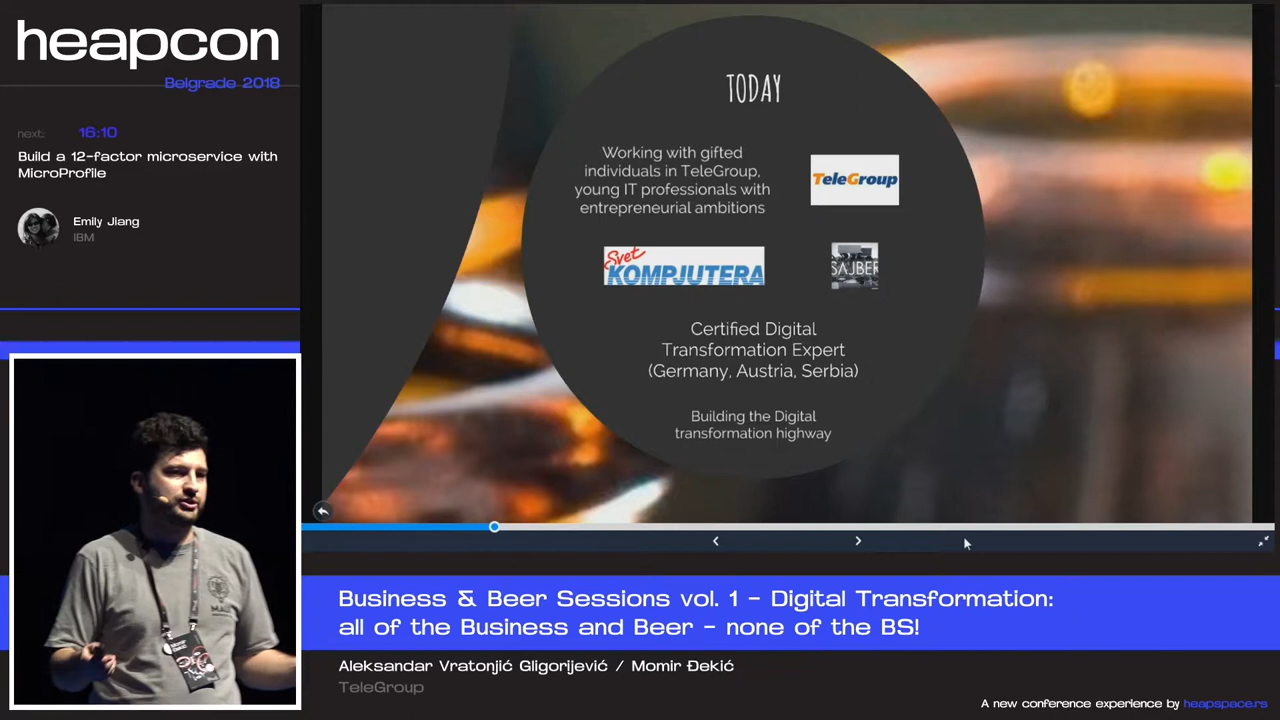 heapcon
Belgrade 2018
next: 16:10
Build a 12-factor microservice with
MicroProfile
Emily Jiang
IBM
TODAY
Working with gifted
individuals in TeleGroup,
young IT professionals with
entrepreneurial ambitions
TeleGroup
Svet
KOMPJUTERA
SAUBER
Certified Digital
Transformation Expert
(Germany, Austria, Serbia)
Building the Digital
transformation highway
Business & Beer Sessions vol. 1 - Digital Transformation:
all of the Business and Beer - none of the BS!
Aleksandar Vratonjić Gligorijević / Momir Đekić
TeleGroup
A new conference experience by heapspace.rs